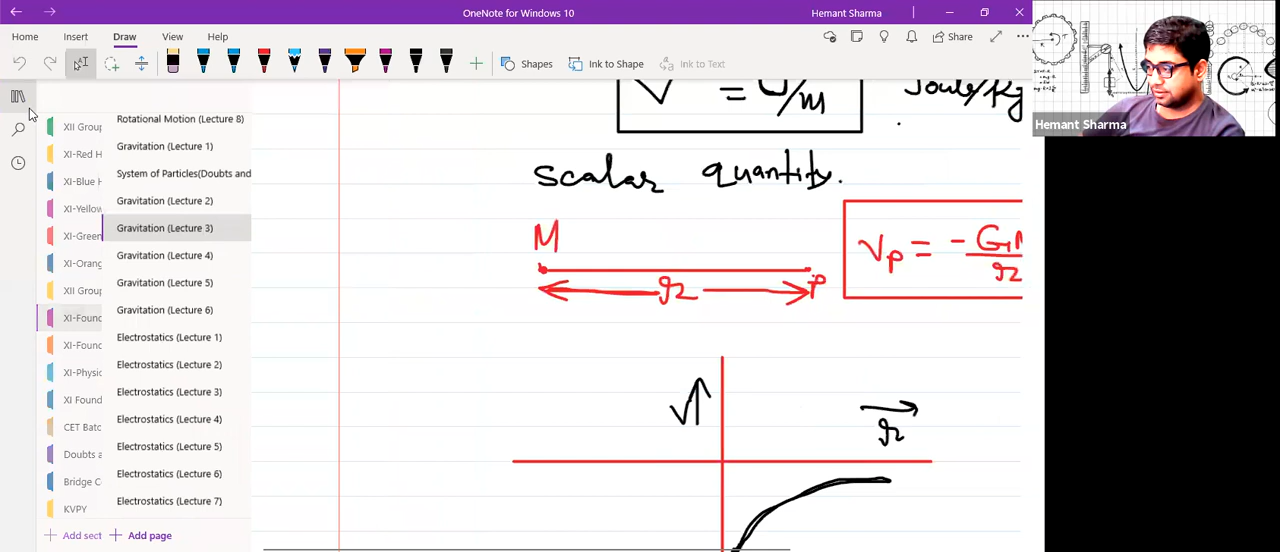 OneNote for Windows 10
Hemant Sharma
Home Insert Draw View Help
Share
Shapes
Ink to Shape
Ink to Text
XII Group
XI-Red H
XI-Blue H
XI-Yellow
XI-Green
XI-Orang
XII Group
XI-Found
XI-Found
XI-Physic
XI Found
CET Batc
Doubts a
Bridge C
KVPY
Add sect
Rotational Motion (Lecture 8)
Gravitation (Lecture 1)
System of Particles(Doubts and
Gravitation (Lecture 2)
Gravitation (Lecture 3)
Gravitation (Lecture 4)
Gravitation (Lecture 5)
Gravitation (Lecture 6)
Electrostatics (Lecture 1)
Electrostatics (Lecture 2)
Electrostatics (Lecture 3)
Electrostatics (Lecture 4)
Electrostatics (Lecture 5)
Electrostatics (Lecture 6)
Electrostatics (Lecture 7)
Add page
V = U/m
Joule/kg
scalar quantity.
M
r P
Vp = -GM
r
V
r
Hemant Sharma